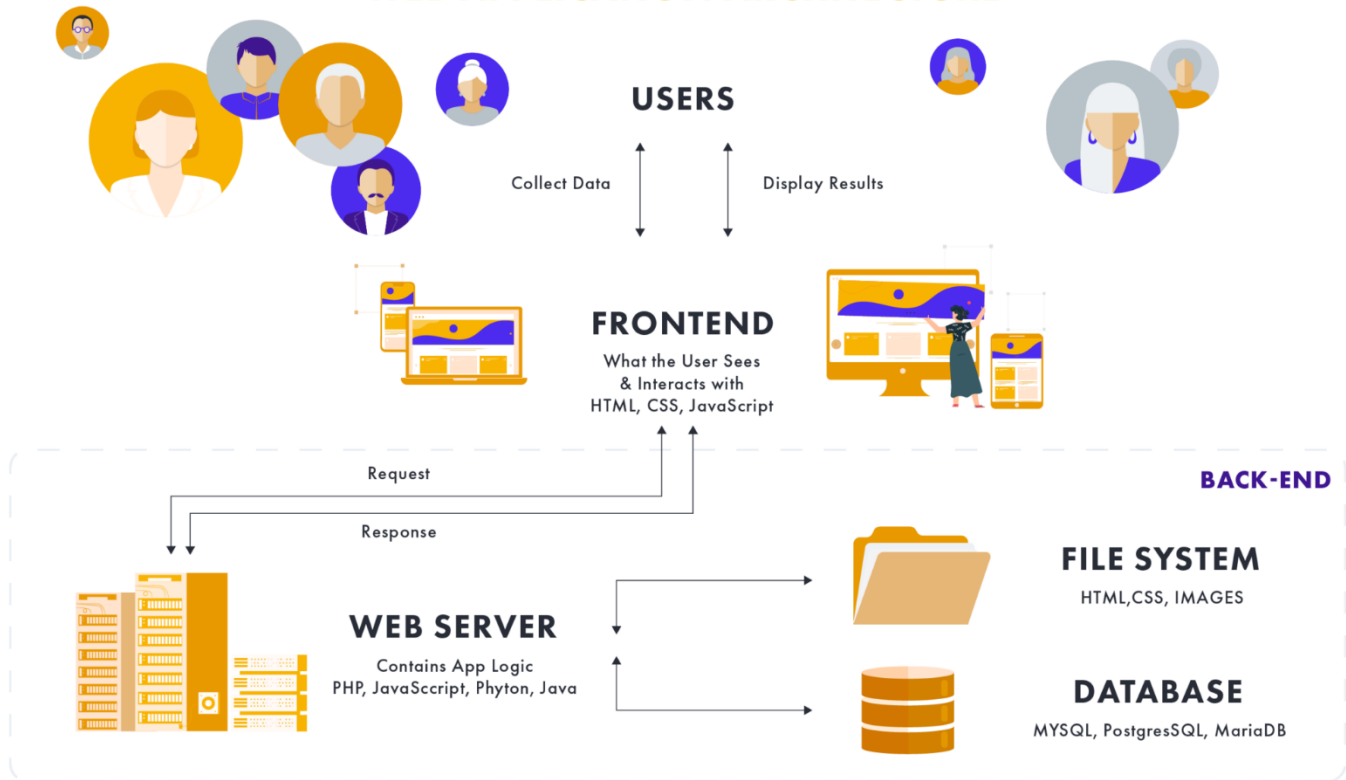 USERS
Collect Data
Display Results
FRONTEND
What the User Sees
& Interacts with
HTML, CSS, JavaScript
Request
BACK-END
Response
FILE SYSTEM
HTML,CSS, IMAGES
WEB SERVER
Contains App Logic
PHP, JavaSccript, Phyton, Java
DATABASE
MYSQL, PostgresSQL, MariaDB